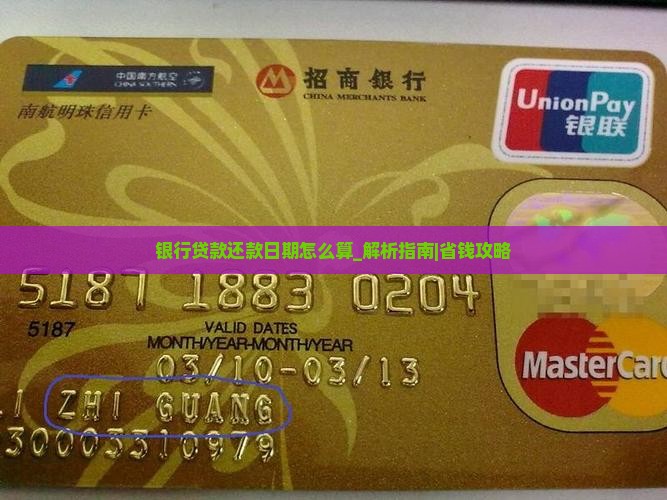 中国南方航空
CHINA SOUTHERN
南航明珠信用卡
招商银行
CHINA MERCHANTS BANK
UnionPay
银联
银行贷款还款日期怎么算_解析指南|省钱攻略
5187 1883 0204
5187
VALID DATES
MONTH/YEAR-MONTH/YEAR
03/10-03/13
MasterCard
ZHI GUANG
30003310979